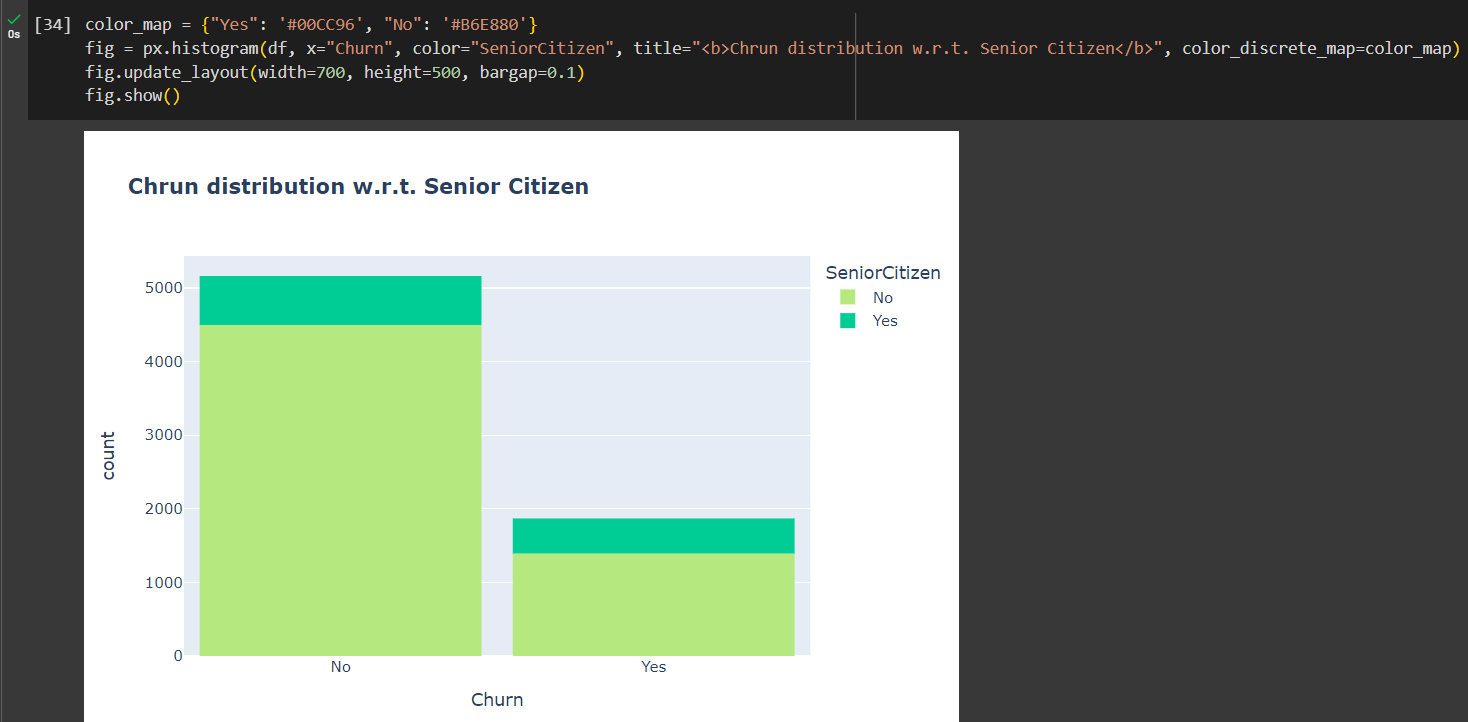 [34] color_map = {"Yes": '#00CC96', "No": '#B6E880'}
0s
fig = px.histogram(df, x="Churn", color="SeniorCitizen", title="<b>Chrun distribution w.r.t. Senior Citizen</b>", color_discrete_map=color_map)
fig.update_layout(width=700, height=500, bargap=0.1)
fig.show()
Chrun distribution w.r.t. Senior Citizen
SeniorCitizen
No
Yes
5000
4000
3000
2000
1000
0
count
No
Yes
Churn